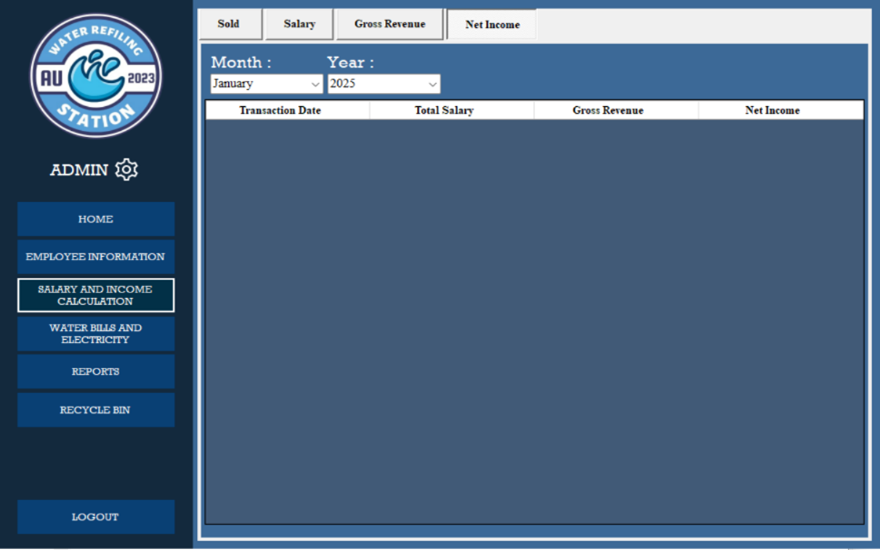 WATER REFILING
AU
2023
STATION
ADMIN
HOME
EMPLOYEE INFORMATION
SALARY AND INCOME
CALCULATION
WATER BILLS AND
ELECTRICITY
REPORTS
RECYCLE BIN
LOGOUT
Sold Salary Gross Revenue Net Income
Month : Year :
January 2025
Transaction Date Total Salary Gross Revenue Net Income